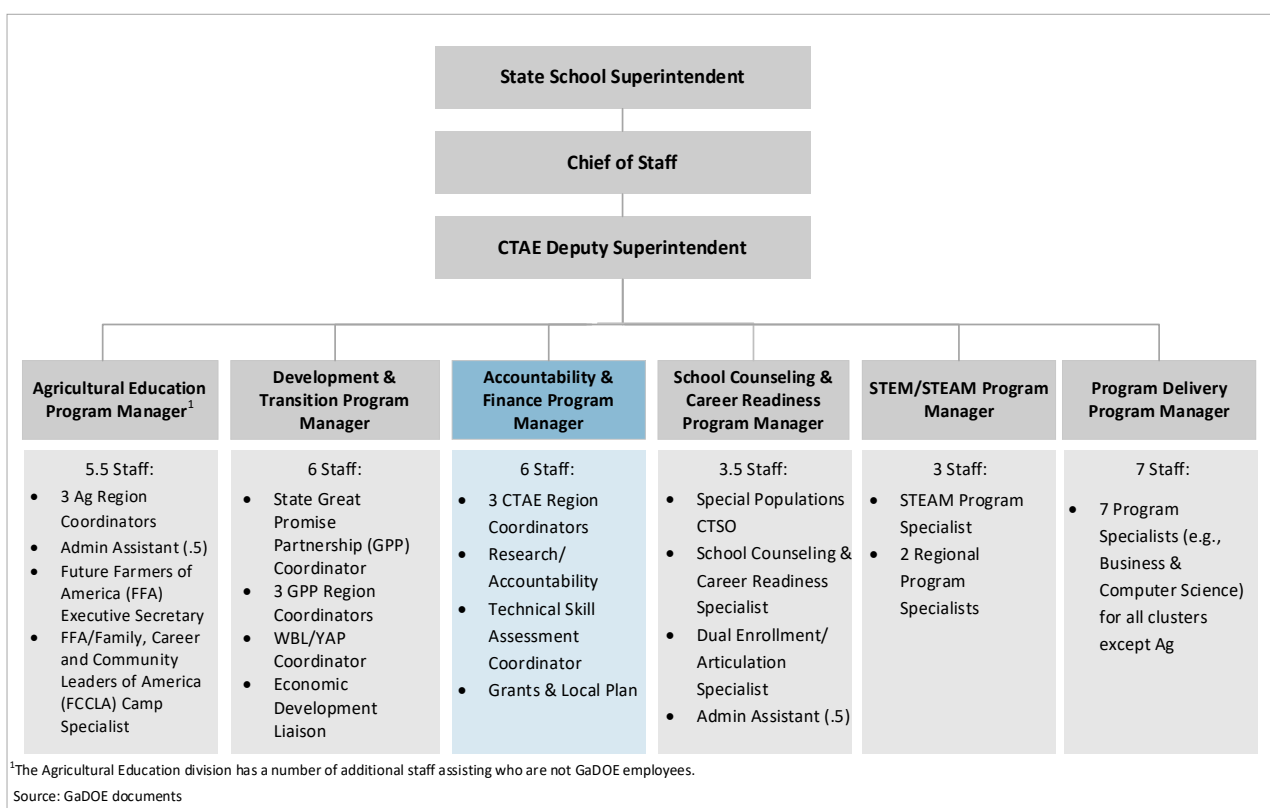 State School Superintendent
Chief of Staff
CTAE Deputy Superintendent
Agricultural Education
Program Manager¹
5.5 Staff:
• 3 Ag Region
Coordinators
• Admin Assistant (.5)
• Future Farmers of
America (FFA)
Executive Secretary
• FFA/Family, Career
and Community
Leaders of America
(FCCLA) Camp
Specialist
Development &
Transition Program
Manager
6 Staff:
• State Great
Promise
Partnership (GPP)
Coordinator
• 3 GPP Region
Coordinators
• WBL/YAP
Coordinator
• Economic
Development
Liaison
Accountability &
Finance Program
Manager
6 Staff:
• 3 CTAE Region
Coordinators
• Research/
Accountability
• Technical Skill
Assessment
Coordinator
• Grants & Local Plan
School Counseling &
Career Readiness
Program Manager
3.5 Staff:
• Special Populations
CTSO
• School Counseling &
Career Readiness
Specialist
• Dual Enrollment/
Articulation
Specialist
• Admin Assistant (.5)
STEM/STEAM Program
Manager
3 Staff:
• STEAM Program
Specialist
• 2 Regional
Program
Specialists
Program Delivery
Program Manager
7 Staff:
• 7 Program
Specialists (e.g.,
Business &
Computer Science)
for all clusters
except Ag
¹The Agricultural Education division has a number of additional staff assisting who are not GaDOE employees.
Source: GaDOE documents